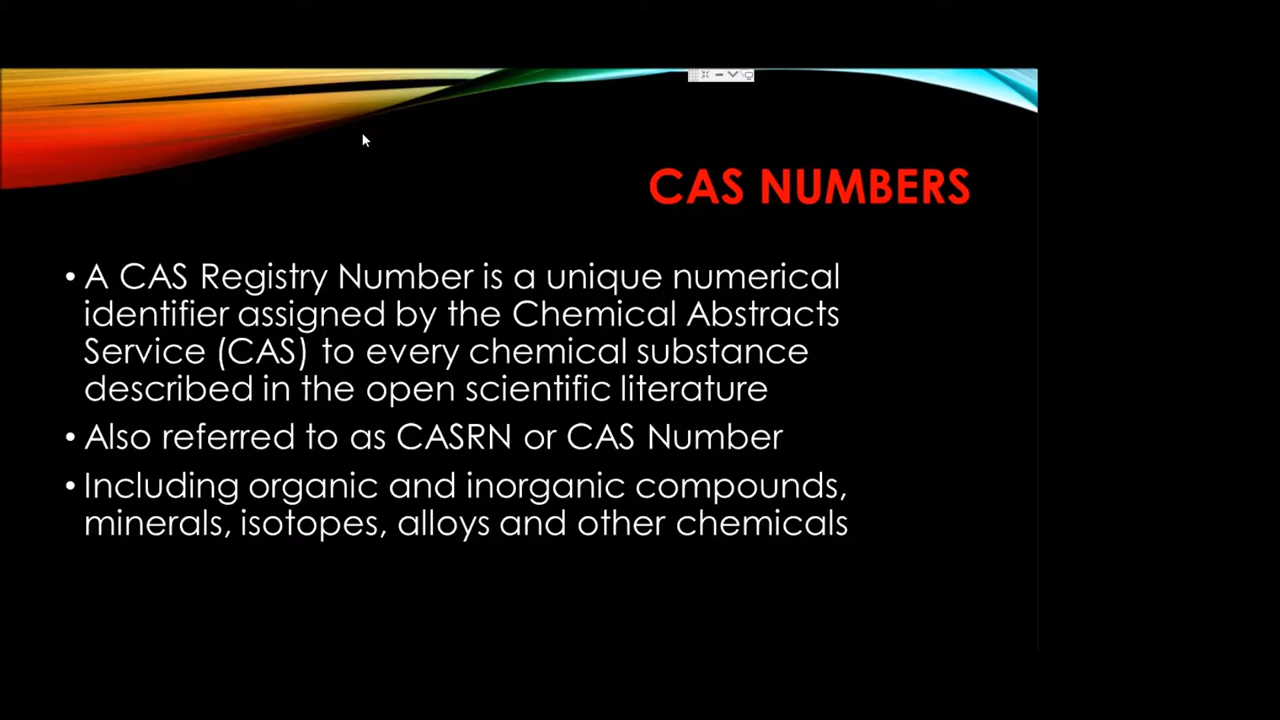 CAS NUMBERS
• A CAS Registry Number is a unique numerical
identifier assigned by the Chemical Abstracts
Service (CAS) to every chemical substance
described in the open scientific literature
• Also referred to as CASRN or CAS Number
• Including organic and inorganic compounds,
minerals, isotopes, alloys and other chemicals